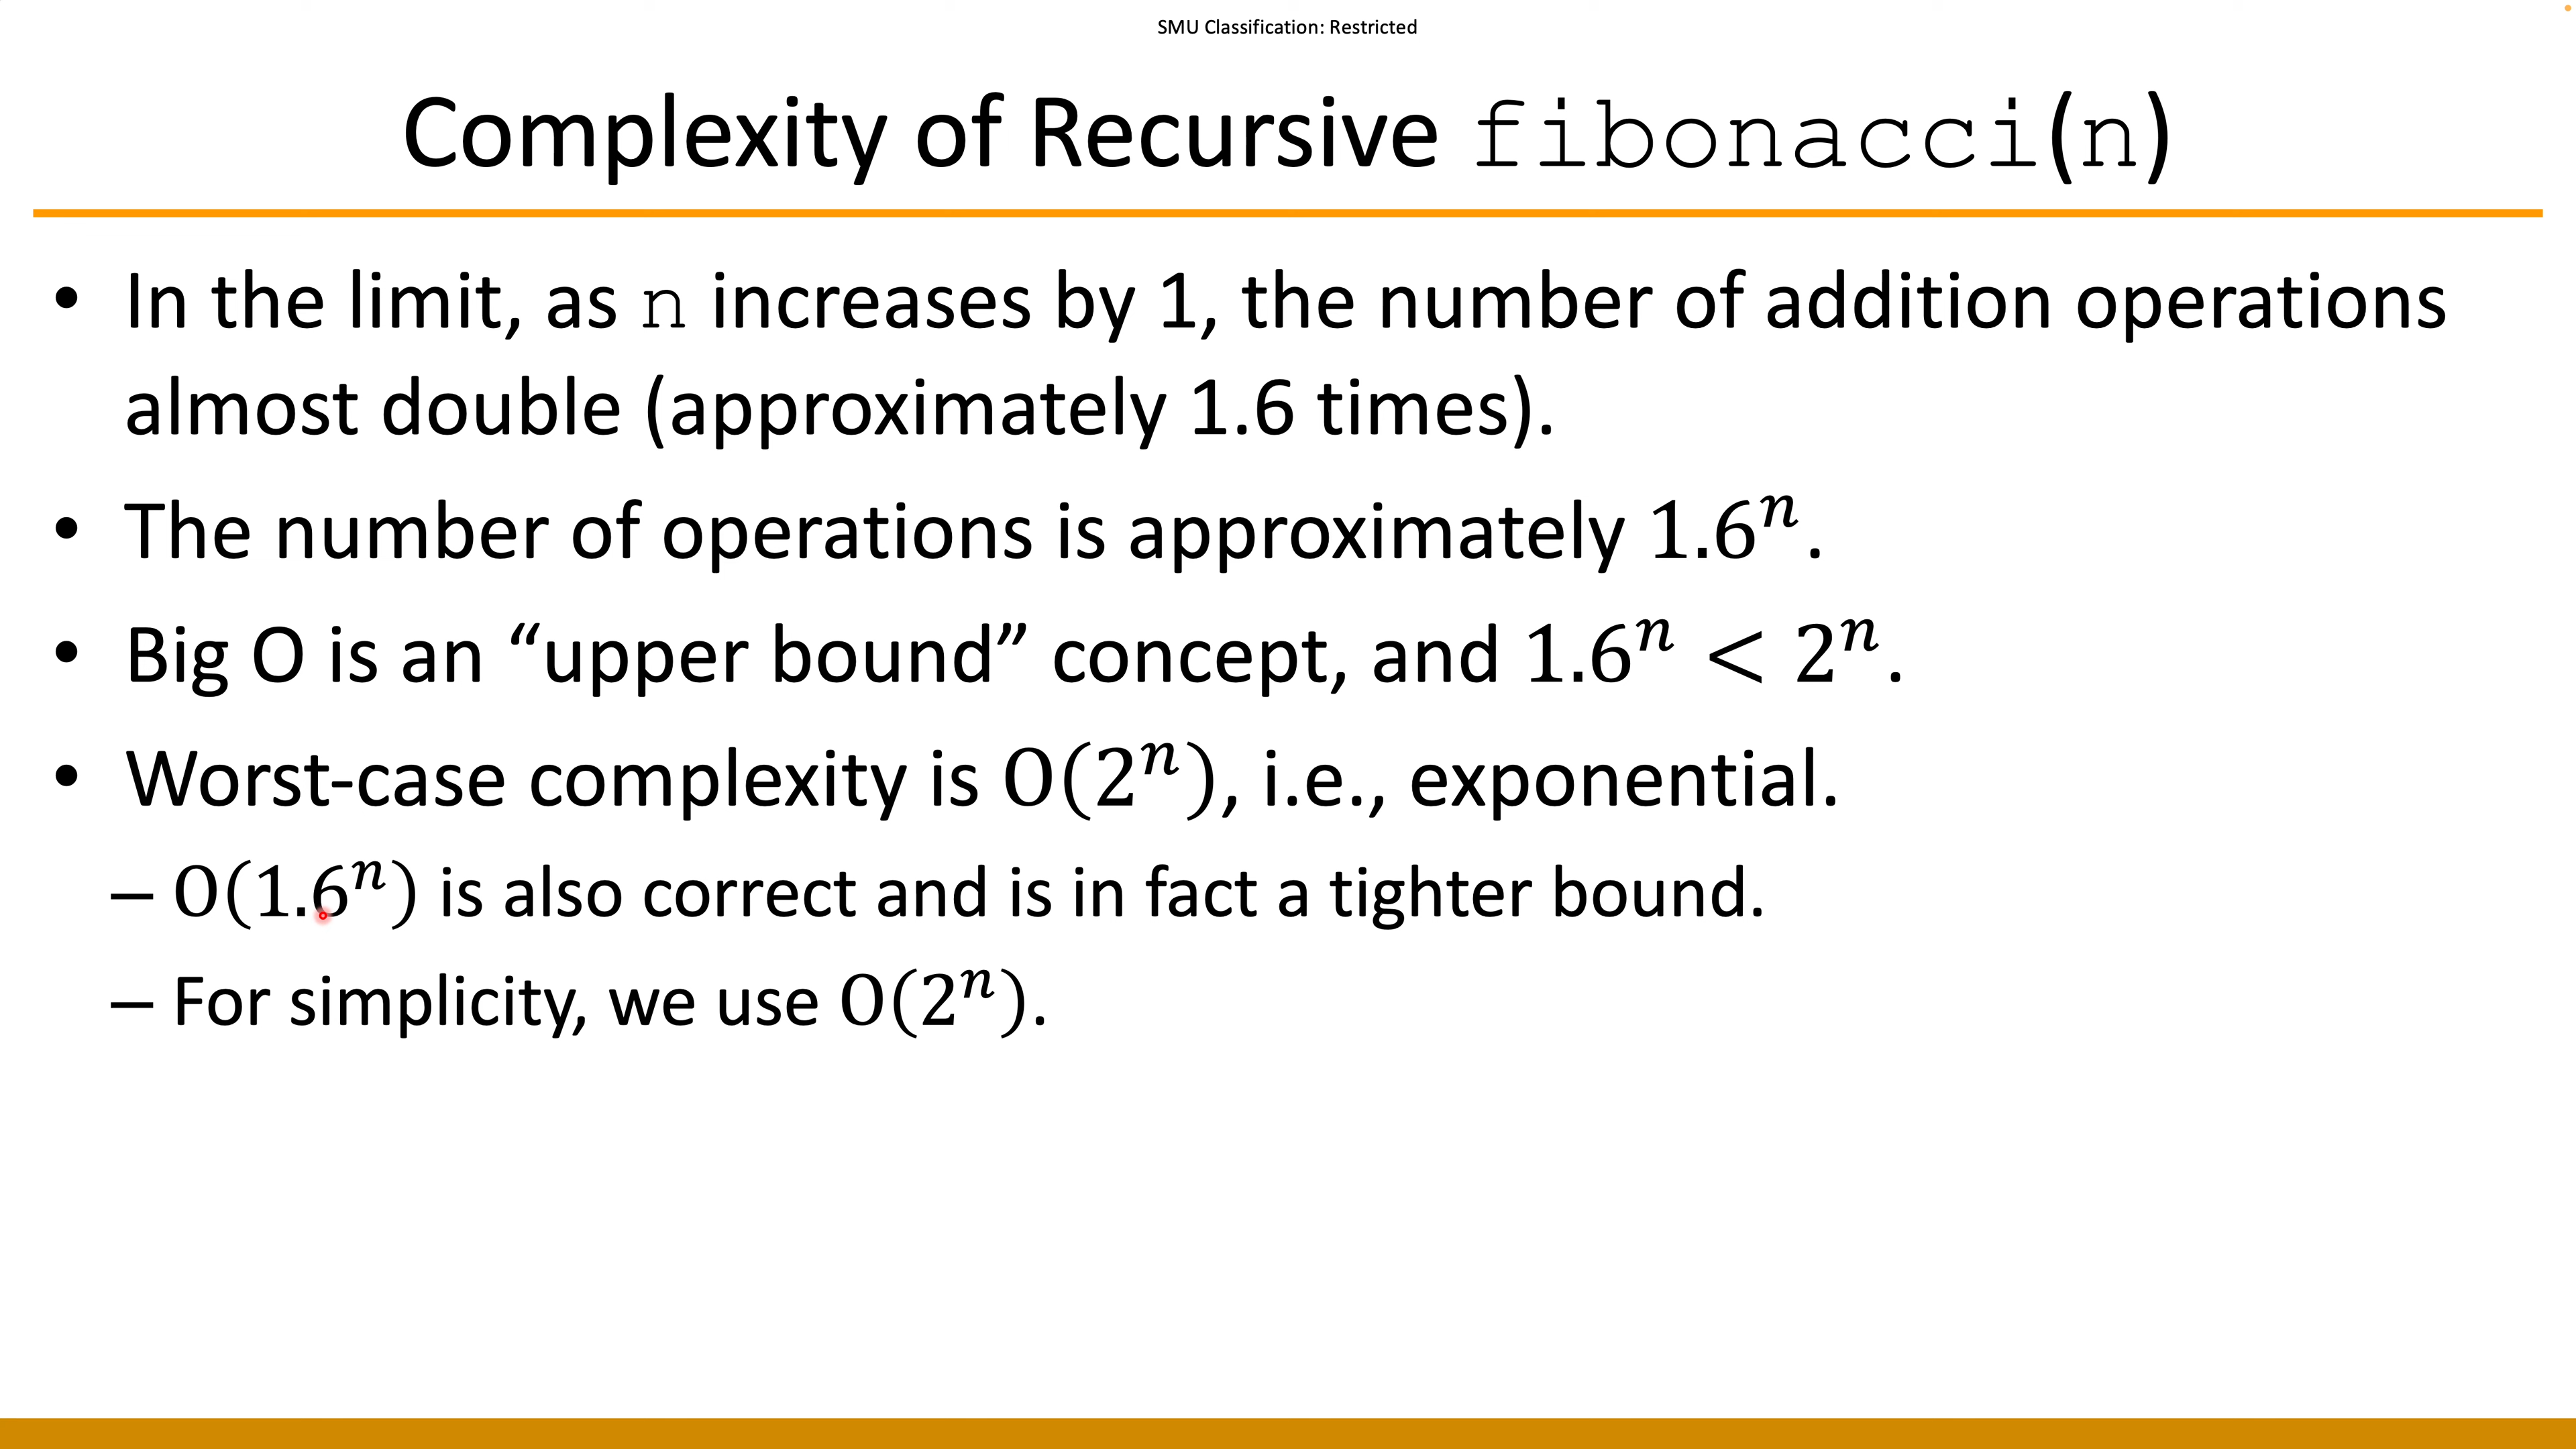 SMU Classification: Restricted
Complexity of Recursive fibonacci(n)
• In the limit, as n increases by 1, the number of addition operations
almost double (approximately 1.6 times).
• The number of operations is approximately 1.6ⁿ.
• Big O is an “upper bound” concept, and 1.6ⁿ < 2ⁿ.
• Worst-case complexity is O(2ⁿ), i.e., exponential.
– O(1.6ⁿ) is also correct and is in fact a tighter bound.
– For simplicity, we use O(2ⁿ).